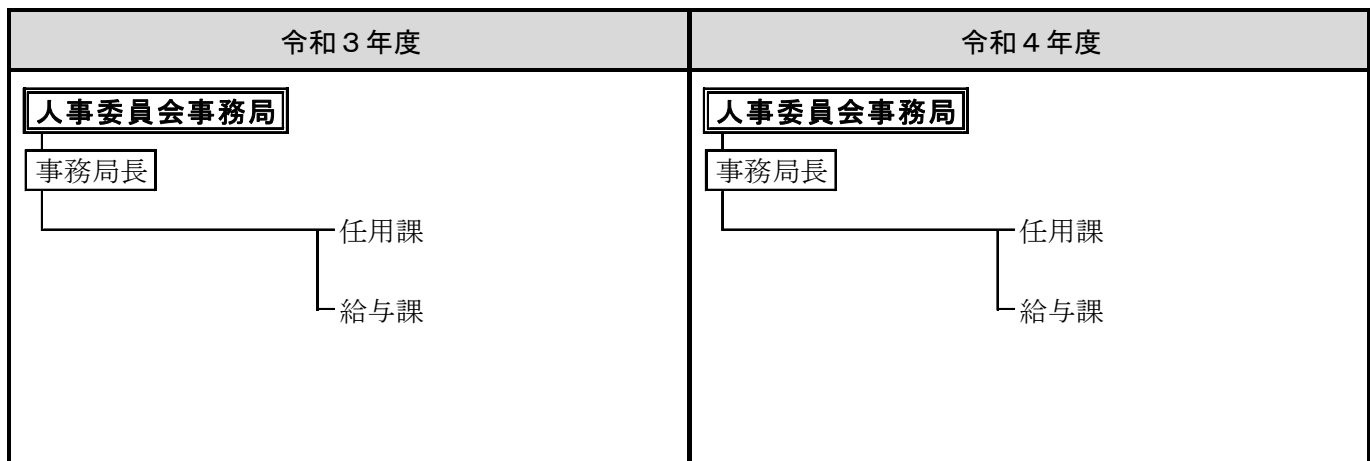 令和３年度
人事委員会事務局
事務局長
任用課
給与課
令和４年度
人事委員会事務局
事務局長
任用課
給与課